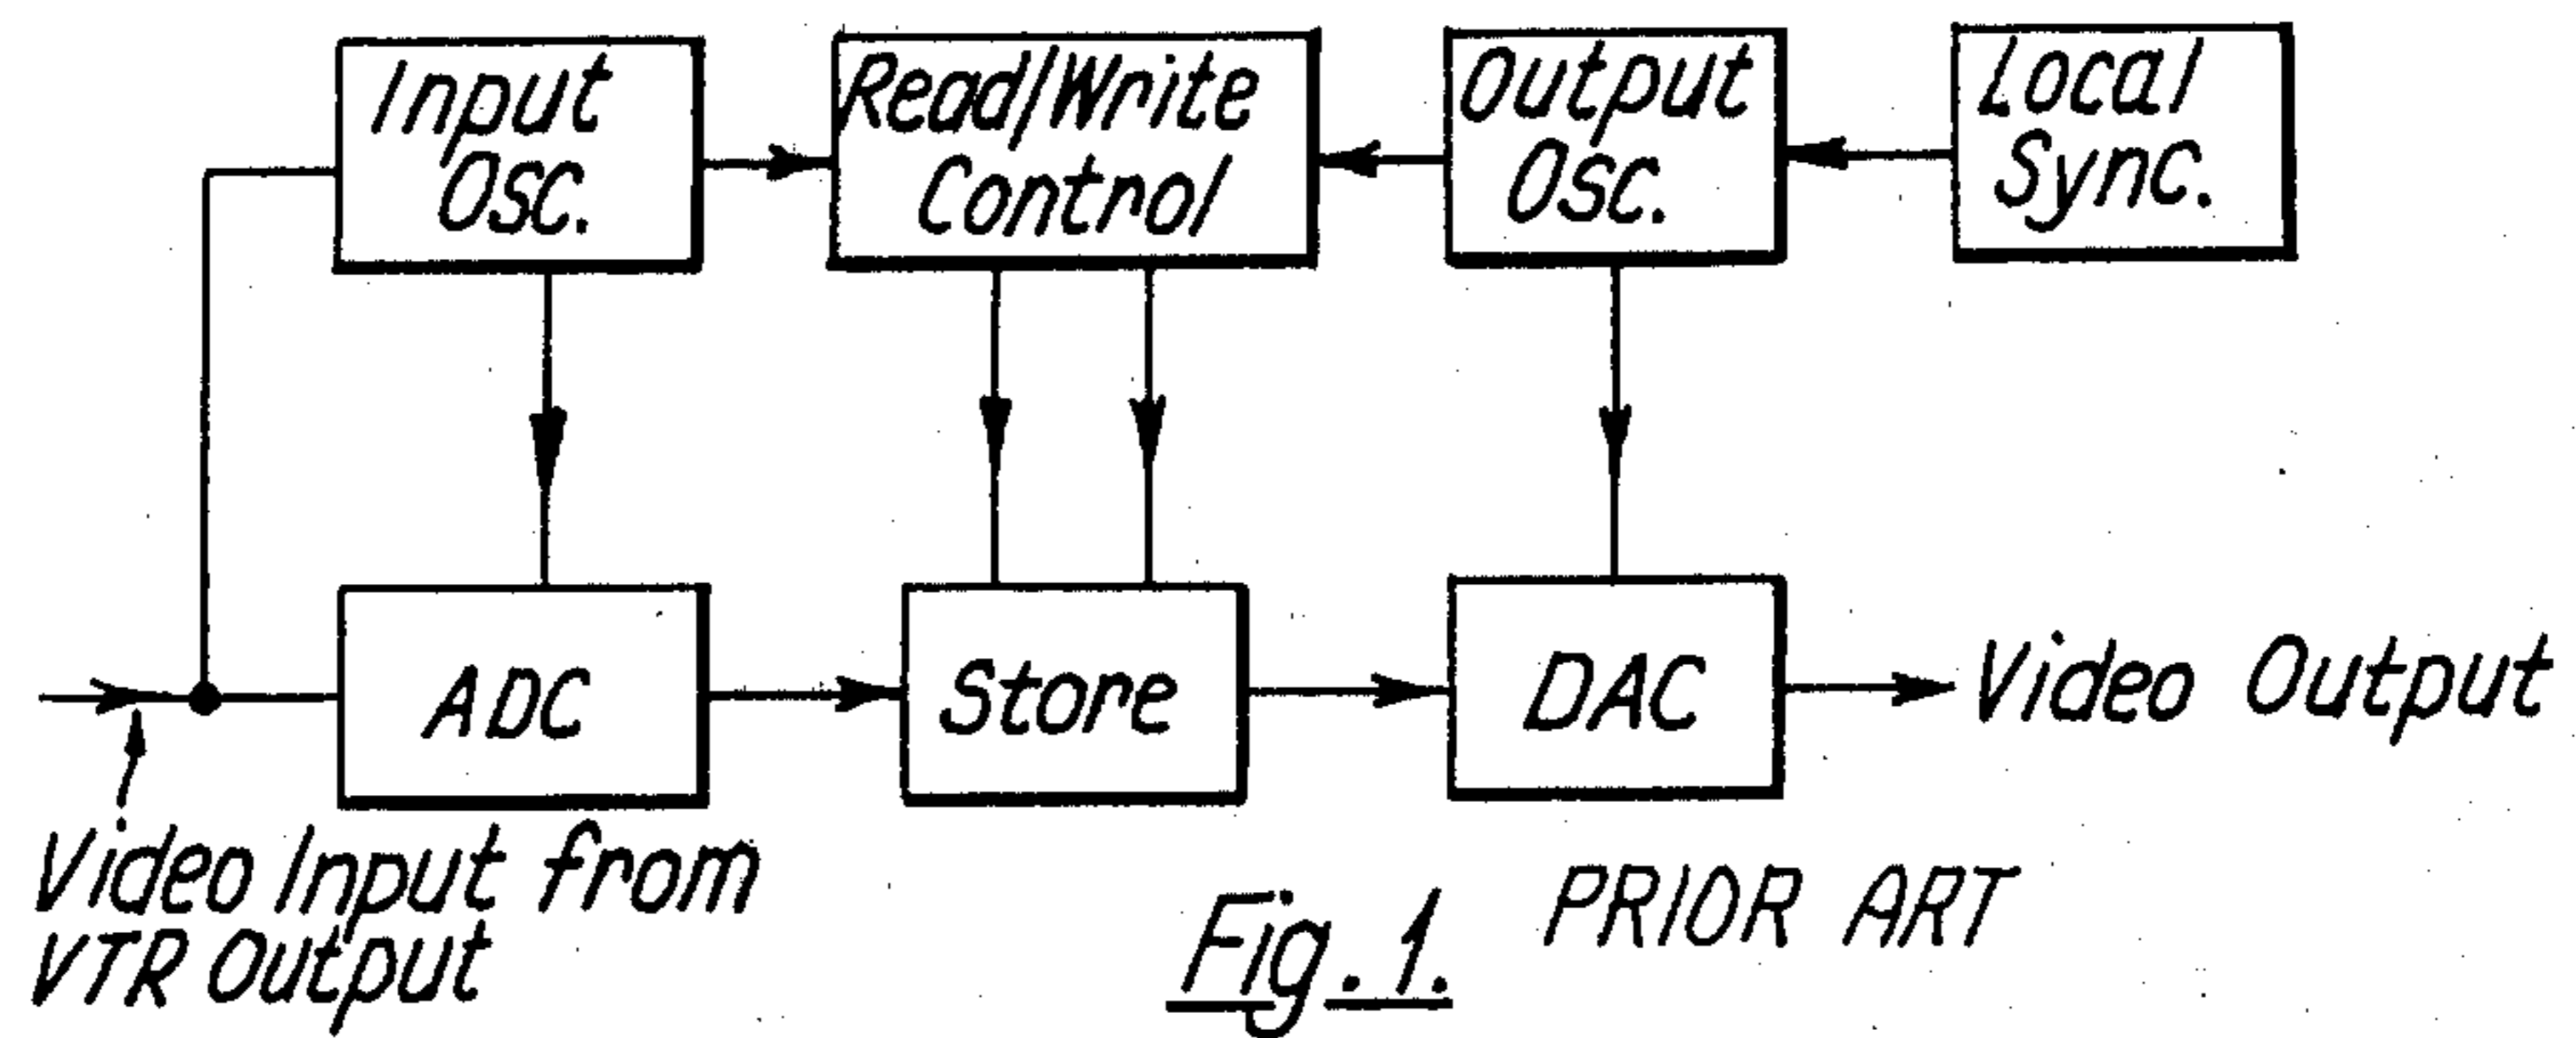 Input
Osc.
Read/Write
Control
Output
Osc.
Local
Sync.
ADC
Store
DAC
Video Output
Video Input from
VTR Output
Fig. 1.
PRIOR ART